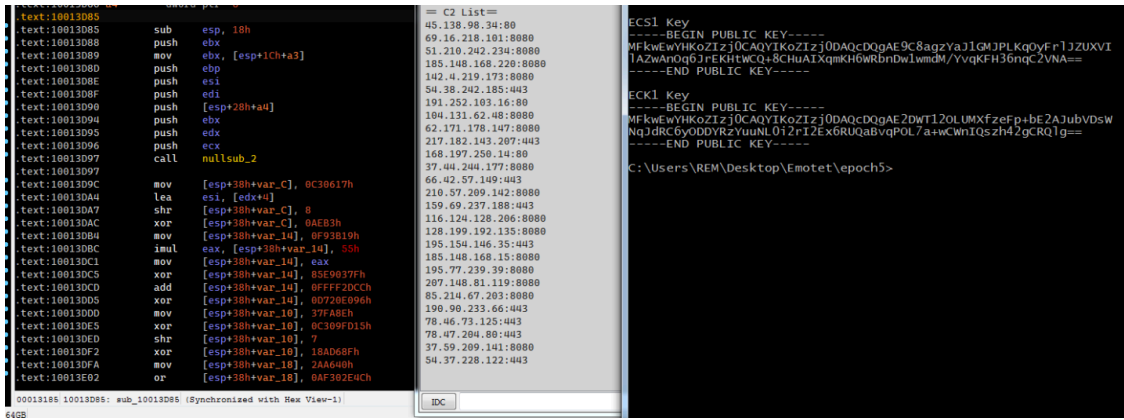 .text:10013D85
.text:10013D85 sub esp, 18h
.text:10013D88 push ebx
.text:10013D89 mov ebx, [esp+1Ch+a3]
.text:10013D8D push ebp
.text:10013D8E push esi
.text:10013D8F push edi
.text:10013D90 push [esp+28h+a4]
.text:10013D94 push ebx
.text:10013D95 push edx
.text:10013D96 push ecx
.text:10013D97 call nullsub_2
.text:10013D97
.text:10013D9C mov [esp+38h+var_C], 0C30617h
.text:10013DA4 lea esi, [edx+4]
.text:10013DA7 shr [esp+38h+var_C], 8
.text:10013DAC xor [esp+38h+var_C], 0AEB3h
.text:10013DB4 mov [esp+38h+var_14], 0F93B19h
.text:10013DBC imul eax, [esp+38h+var_14], 55h
.text:10013DC1 mov [esp+38h+var_14], eax
.text:10013DC5 xor [esp+38h+var_14], 85E9037Fh
.text:10013DCD add [esp+38h+var_14], 0FFFF2DCCh
.text:10013DD5 xor [esp+38h+var_14], 0D720E096h
.text:10013DDD mov [esp+38h+var_10], 37FA8Eh
.text:10013DE5 xor [esp+38h+var_10], 0C309FD15h
.text:10013DED shr [esp+38h+var_10], 7
.text:10013DF2 xor [esp+38h+var_10], 18AD68Fh
.text:10013DFA mov [esp+38h+var_18], 2AA640h
.text:10013E02 or [esp+38h+var_18], 0AF302E4Ch
00013185 10013D85: sub_10013D85 (Synchronized with Hex View-1)
64GB
== C2 List==
45.138.98.34:80
69.16.218.101:8080
51.210.242.234:8080
185.148.168.220:8080
142.4.219.173:8080
54.38.242.185:443
191.252.103.16:80
104.131.62.48:8080
62.171.178.147:8080
217.182.143.207:443
168.197.250.14:80
37.44.244.177:8080
66.42.57.149:443
210.57.209.142:8080
159.69.237.188:443
116.124.128.206:8080
128.199.192.135:8080
195.154.146.35:443
185.148.168.15:8080
195.77.239.39:8080
207.148.81.119:8080
85.214.67.203:8080
190.90.233.66:443
78.46.73.125:443
78.47.204.80:443
37.59.209.141:8080
54.37.228.122:443
IDC
ECS1 Key
-----BEGIN PUBLIC KEY-----
MFkwEwYHKoZIzj0CAQYIKoZIzj0DAQcDQgAE9C8agzYaJ1GMJPLKqOyFrlJZUXVI
lAZwAnOq6JrEKHtWCQ+8CHuAIXqmKH6WRbnDw1wmdM/YvqKFH36nqC2VNA==
-----END PUBLIC KEY-----
ECK1 Key
-----BEGIN PUBLIC KEY-----
MFkwEwYHKoZIzj0CAQYIKoZIzj0DAQcDQgAE2DWT12OLUMXfzeFp+bE2AJubVDsW
NqJdRC6yODDYRzYuuNL0i2rI2Ex6RUQaBvqPOL7a+wCWnIQszh42gCRQlg==
-----END PUBLIC KEY-----
C:\Users\REM\Desktop\Emotet\epoch5>